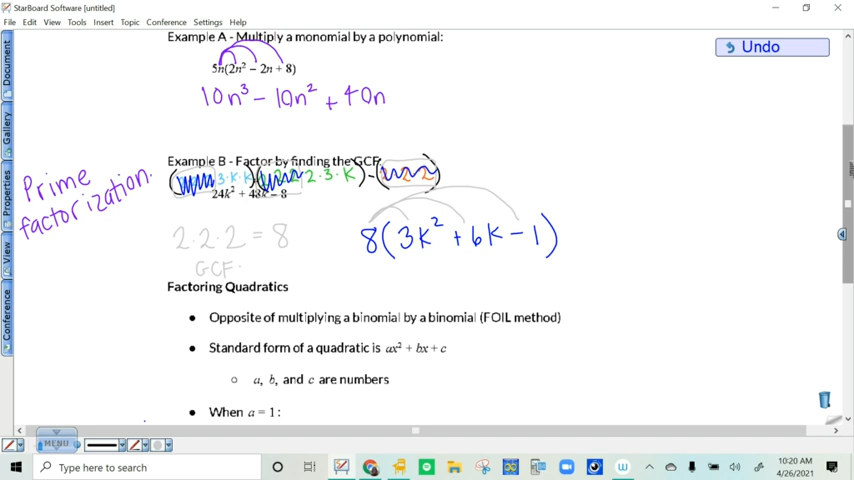 StarBoard Software [untitled]
File Edit View Tools Insert Topic Conference Settings Help
Undo
Document
Gallery
Properties
View
Conference
Example A - Multiply a monomial by a polynomial:
5n(2n² − 2n + 8)
10n³ − 10n² + 40n
Example B - Factor by finding the GCF.
3·k·k) 2·3·k) - 
24k² + 48k − 8
Prime
factorization.
2·2·2 = 8
GCF
8(3k² + 6k − 1)
Factoring Quadratics
● Opposite of multiplying a binomial by a binomial (FOIL method)
● Standard form of a quadratic is ax² + bx + c
○ a, b, and c are numbers
● When a = 1:
MENU
Type here to search
10:20 AM
4/26/2021